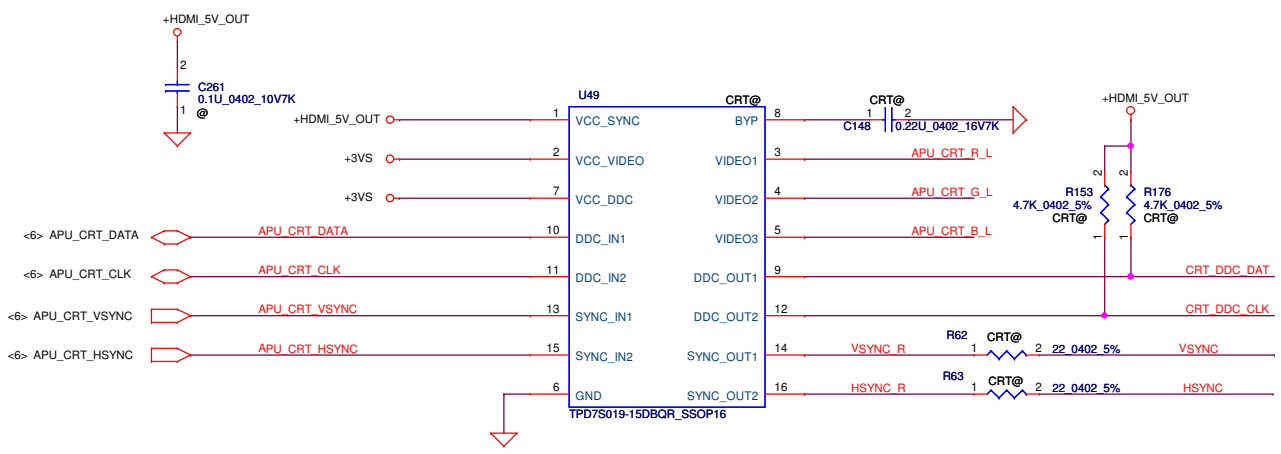 +HDMI_5V_OUT
2
C261
0.1U_0402_10V7K
1
@
U49
CRT@
+HDMI_5V_OUT
1
VCC_SYNC
BYP
8
CRT@
1
2
C148
0.22U_0402_16V7K
+HDMI_5V_OUT
+3VS
2
VCC_VIDEO
VIDEO1
3
APU_CRT_R_L
+3VS
7
VCC_DDC
VIDEO2
4
APU_CRT_G_L
2
2
R153
4.7K_0402_5%
CRT@
1
R176
4.7K_0402_5%
CRT@
1
<6> APU_CRT_DATA
APU_CRT_DATA
10
DDC_IN1
VIDEO3
5
APU_CRT_B_L
<6> APU_CRT_CLK
APU_CRT_CLK
11
DDC_IN2
DDC_OUT1
9
CRT_DDC_DAT
<6> APU_CRT_VSYNC
APU_CRT_VSYNC
13
SYNC_IN1
DDC_OUT2
12
CRT_DDC_CLK
<6> APU_CRT_HSYNC
APU_CRT_HSYNC
15
SYNC_IN2
SYNC_OUT1
14
VSYNC_R
R62
CRT@
1
2
22_0402_5%
VSYNC
6
GND
SYNC_OUT2
16
HSYNC_R
R63
CRT@
1
2
22_0402_5%
HSYNC
TPD7S019-15DBQR_SSOP16